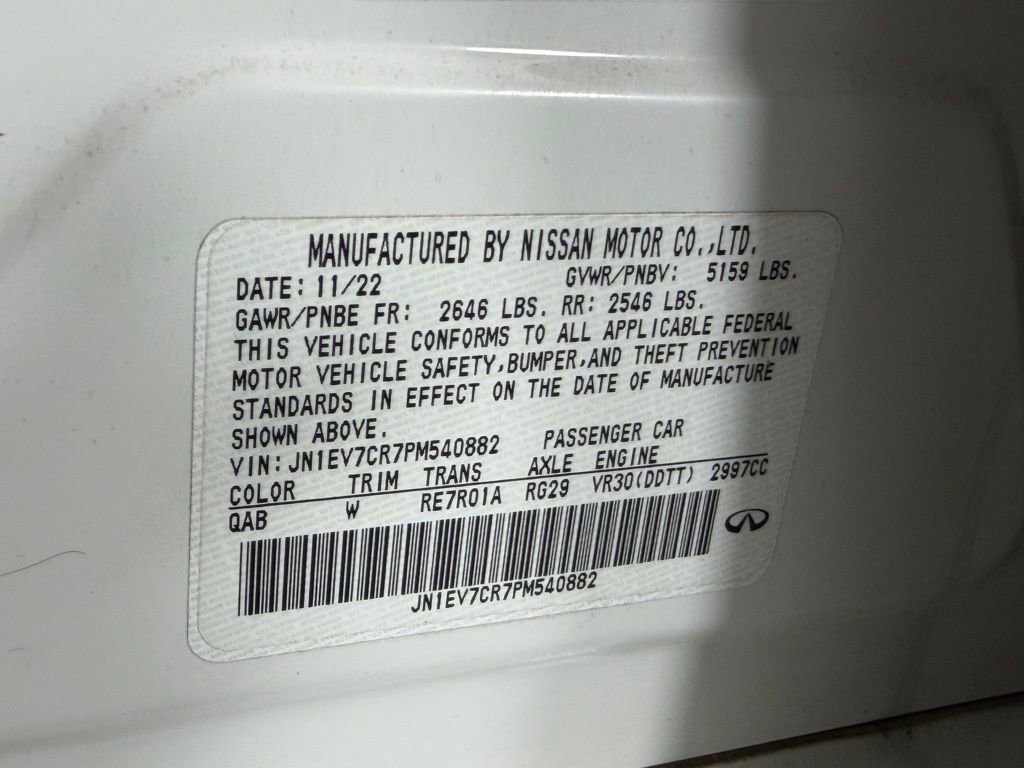 MANUFACTURED BY NISSAN MOTOR CO.,LTD.
DATE: 11/22 GVWR/PNBV: 5159 LBS.
GAWR/PNBE FR: 2646 LBS. RR: 2546 LBS.
THIS VEHICLE CONFORMS TO ALL APPLICABLE FEDERAL
MOTOR VEHICLE SAFETY,BUMPER,AND THEFT PREVENTION
STANDARDS IN EFFECT ON THE DATE OF MANUFACTURE
SHOWN ABOVE.
VIN:JN1EV7CR7PM540882 PASSENGER CAR
COLOR TRIM TRANS AXLE ENGINE
QAB W RE7R01A RG29 VR30(DDTT) 2997CC
JN1EV7CR7PM540882